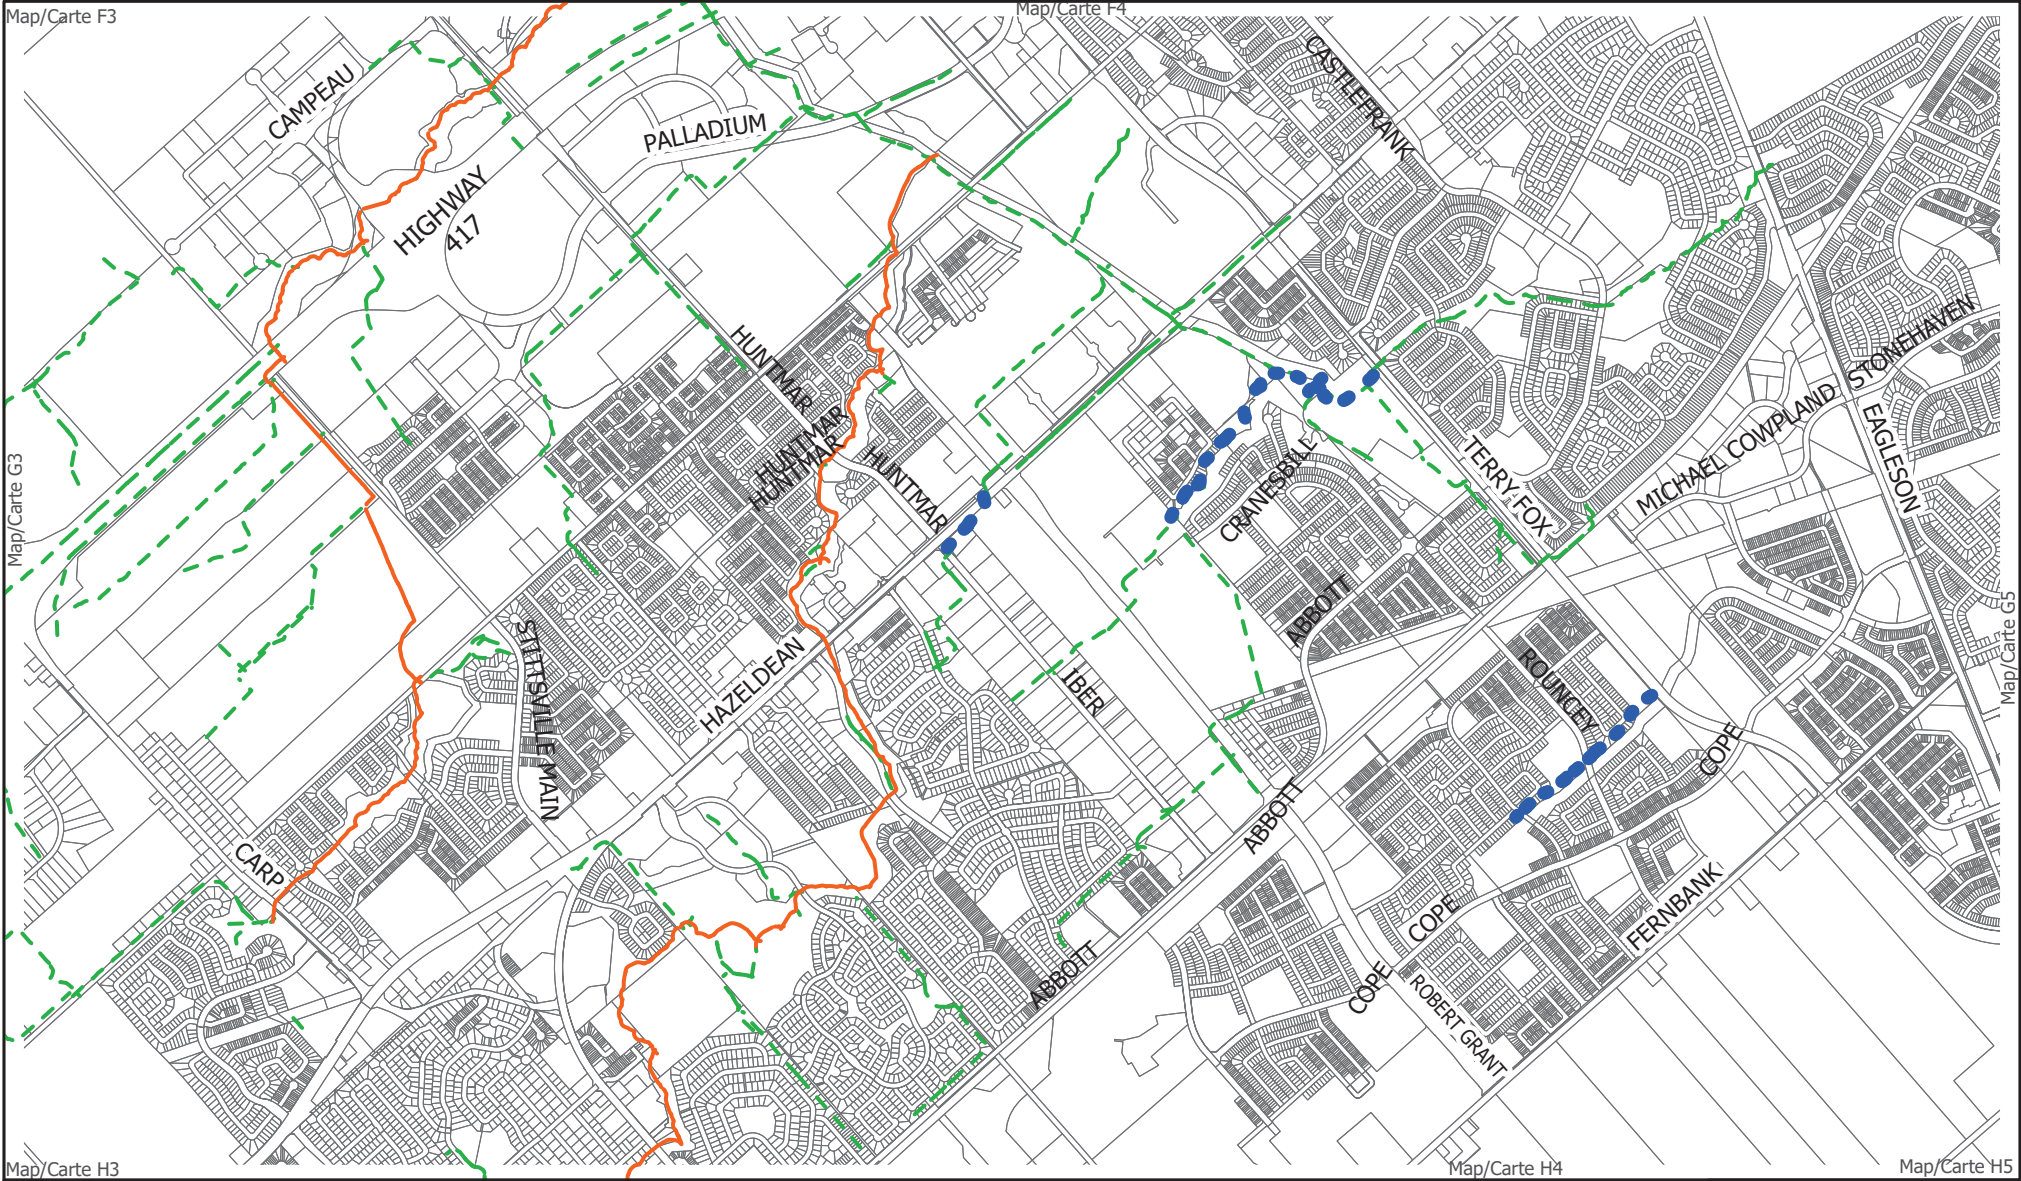 Map/Carte F3
Map/Carte F4
CASTLEFRANK
CAMPEAU
PALLADIUM
HIGHWAY
417
HUNTMAR
HUNTMAR
HUNTMAR
HUNTMAR
STONEHAVEN
MICHAEL COWPLAND
EAGLESON
TERRY FOX
CRANESBILL
Map/Carte G3
Map/Carte G5
ABBOTT
STITTSVILLE MAIN
HAZELDEAN
IBER
ROUNCEY
COPE
ABBOTT
CARP
COPE
FERNBANK
ABBOTT
COPE
ROBERT GRANT
Map/Carte H3
Map/Carte H4
Map/Carte H5